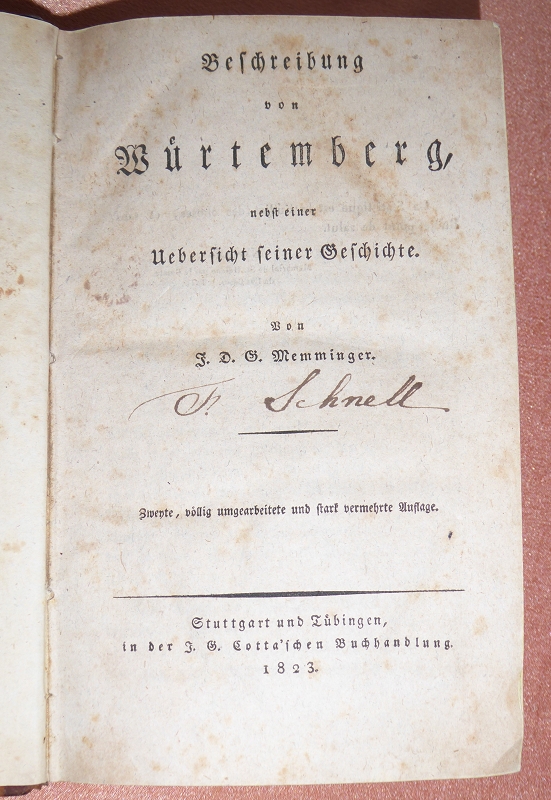 Beschreibung
von
Würtemberg,
nebst einer
Uebersicht seiner Geschichte.
Von
J. D. G. Memminger.
F. Schnell
Zweyte, völlig umgearbeitete und stark vermehrte Auflage.
Stuttgart und Tübingen,
in der J. G. Cotta'schen Buchhandlung.
1823.